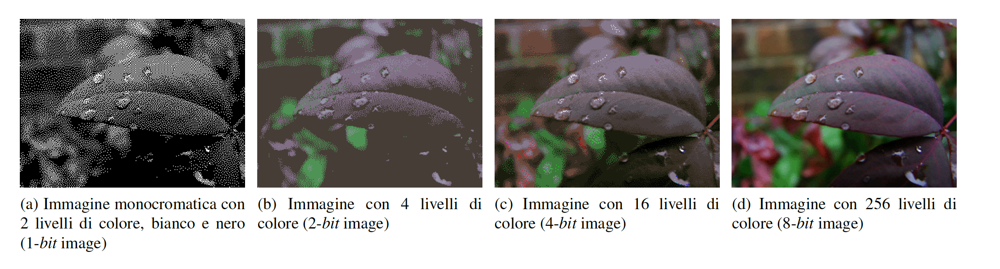 (a) Immagine monocromatica con
2 livelli di colore, bianco e nero
(1-bit image)
(b) Immagine con 4 livelli di
colore (2-bit image)
(c) Immagine con 16 livelli di
colore (4-bit image)
(d) Immagine con 256 livelli di
colore (8-bit image)